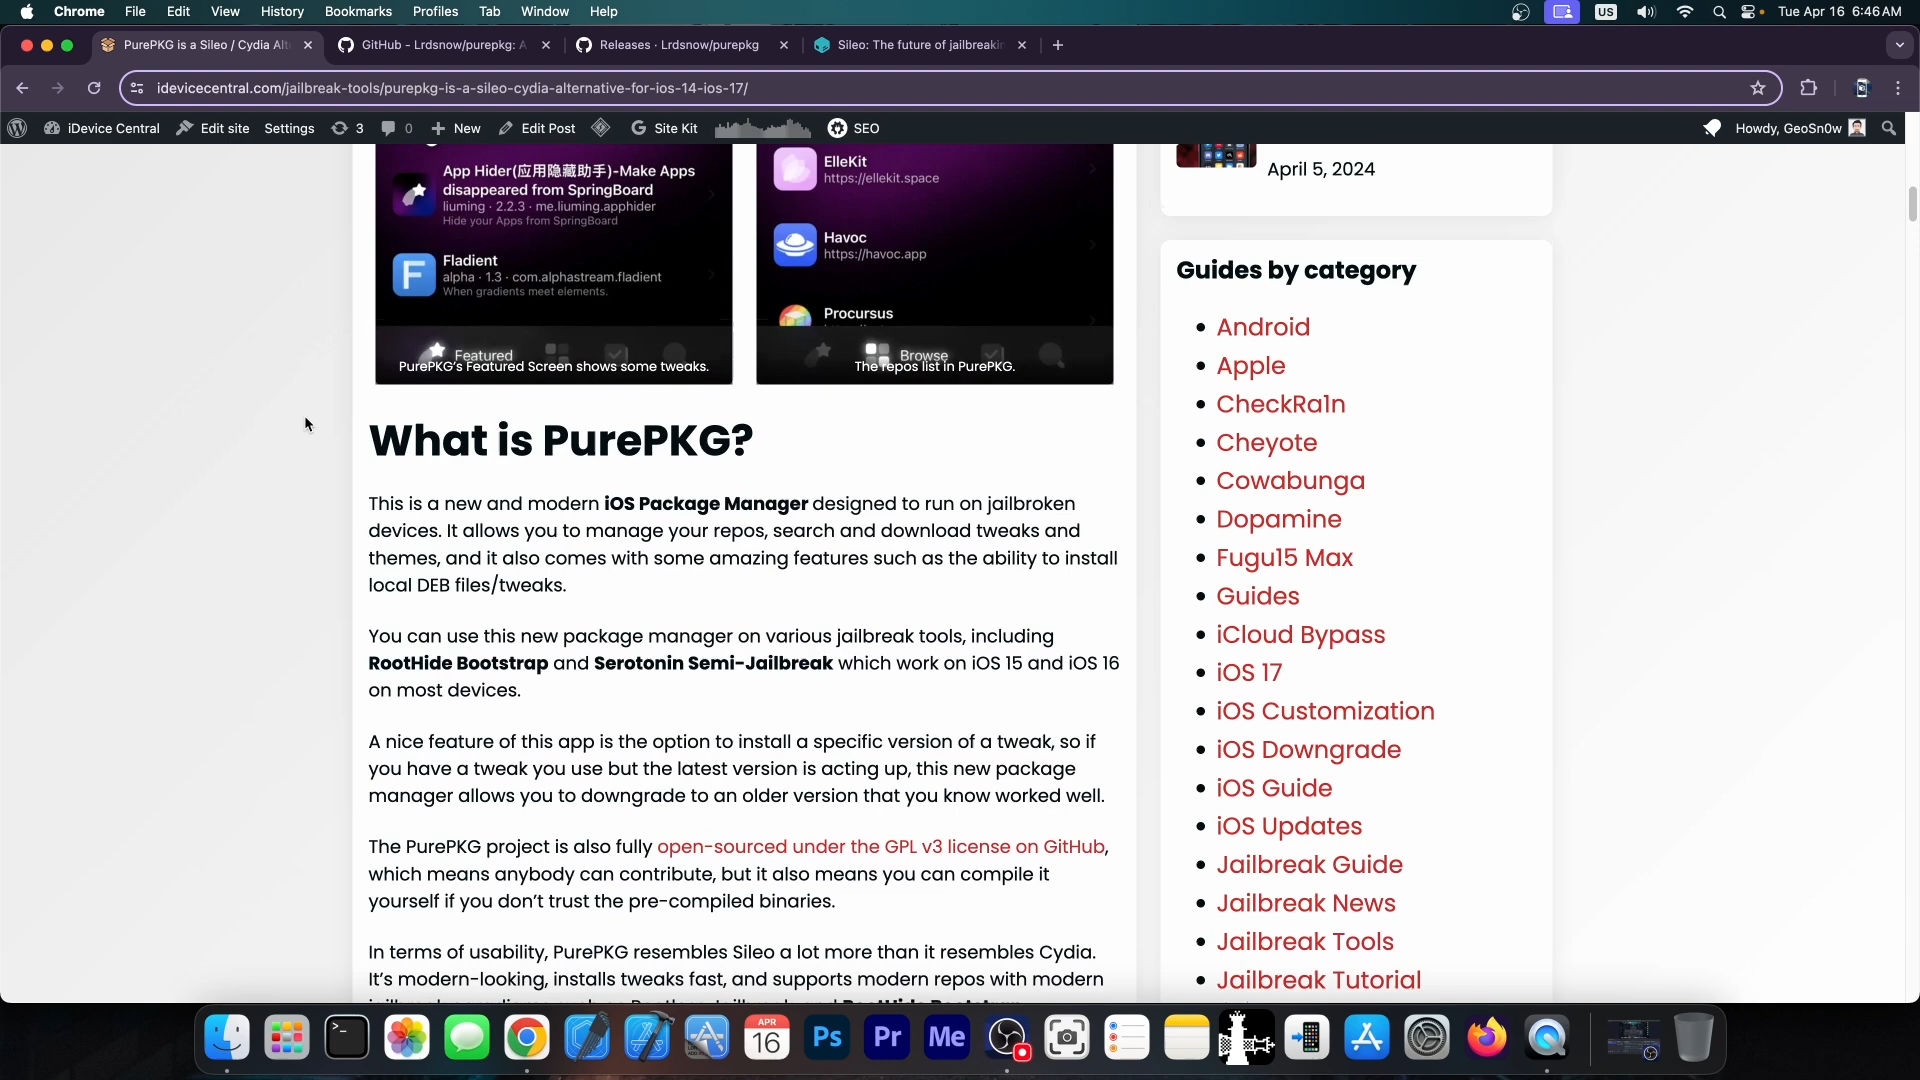 Chrome File Edit View History Bookmarks Profiles Tab Window Help US Tue Apr 16 6:46 AM
PurePKG is a Sileo / Cydia Alt GitHub - Lrdsnow/purepkg: A Releases · Lrdsnow/purepkg Sileo: The future of jailbreakin
idevicecentral.com/jailbreak-tools/purepkg-is-a-sileo-cydia-alternative-for-ios-14-ios-17/
iDevice Central Edit site Settings 3 0 New Edit Post Site Kit SEO Howdy, GeoSn0w
App Hider(应用隐藏助手)-Make Apps
disappeared from SpringBoard
liuming · 2.2.3 · me.liuming.apphider
Hide your Apps from SpringBoard
Fladient
alpha · 1.3 · com.alphastream.fladient
When gradients meet elements.
Featured
PurePKG's Featured Screen shows some tweaks.
ElleKit
https://ellekit.space
Havoc
https://havoc.app
Procursus
Browse
The repos list in PurePKG.
What is PurePKG?
This is a new and modern iOS Package Manager designed to run on jailbroken
devices. It allows you to manage your repos, search and download tweaks and
themes, and it also comes with some amazing features such as the ability to install
local DEB files/tweaks.
You can use this new package manager on various jailbreak tools, including
RootHide Bootstrap and Serotonin Semi-Jailbreak which work on iOS 15 and iOS 16
on most devices.
A nice feature of this app is the option to install a specific version of a tweak, so if
you have a tweak you use but the latest version is acting up, this new package
manager allows you to downgrade to an older version that you know worked well.
The PurePKG project is also fully open-sourced under the GPL v3 license on GitHub,
which means anybody can contribute, but it also means you can compile it
yourself if you don't trust the pre-compiled binaries.
In terms of usability, PurePKG resembles Sileo a lot more than it resembles Cydia.
It's modern-looking, installs tweaks fast, and supports modern repos with modern
April 5, 2024
Guides by category
Android
Apple
CheckRa1n
Cheyote
Cowabunga
Dopamine
Fugu15 Max
Guides
iCloud Bypass
iOS 17
iOS Customization
iOS Downgrade
iOS Guide
iOS Updates
Jailbreak Guide
Jailbreak News
Jailbreak Tools
Jailbreak Tutorial
APR
16
Ps
Pr
Me